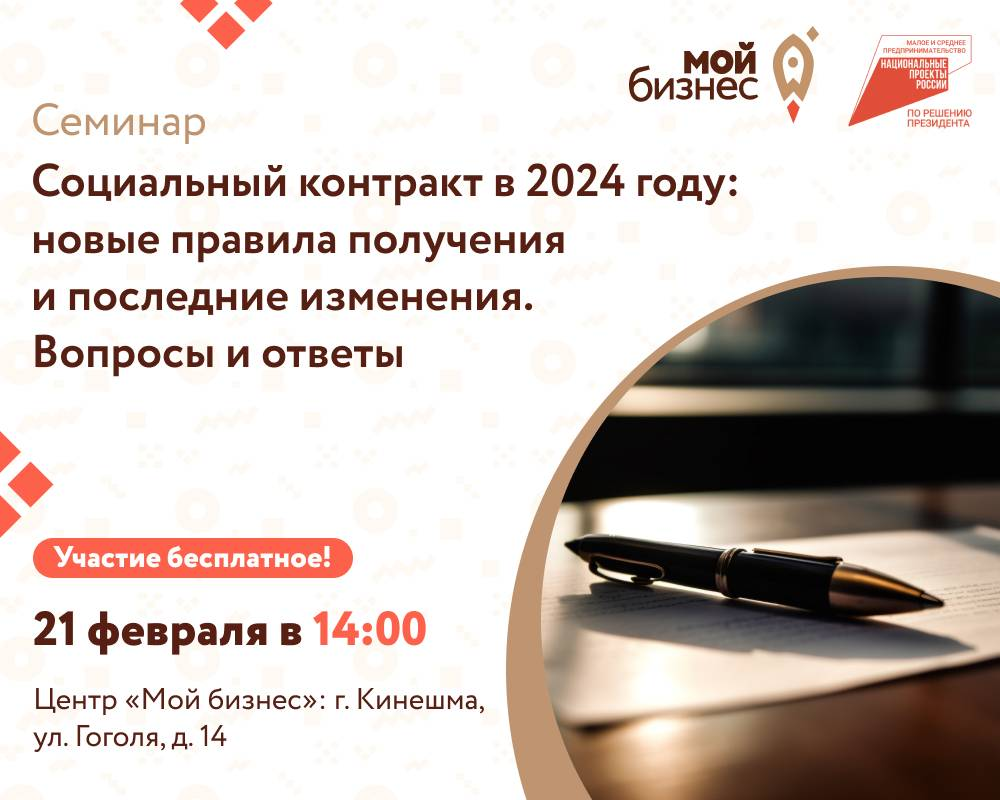 мой
бизнес
МАЛОЕ И СРЕДНЕЕ
ПРЕДПРИНИМАТЕЛЬСТВО
НАЦИОНАЛЬНЫЕ
ПРОЕКТЫ
РОССИИ
ПО РЕШЕНИЮ
ПРЕЗИДЕНТА
Семинар
Социальный контракт в 2024 году:
новые правила получения
и последние изменения.
Вопросы и ответы
Участие бесплатное!
21 февраля в 14:00
Центр «Мой бизнес»: г. Кинешма,
ул. Гоголя, д. 14